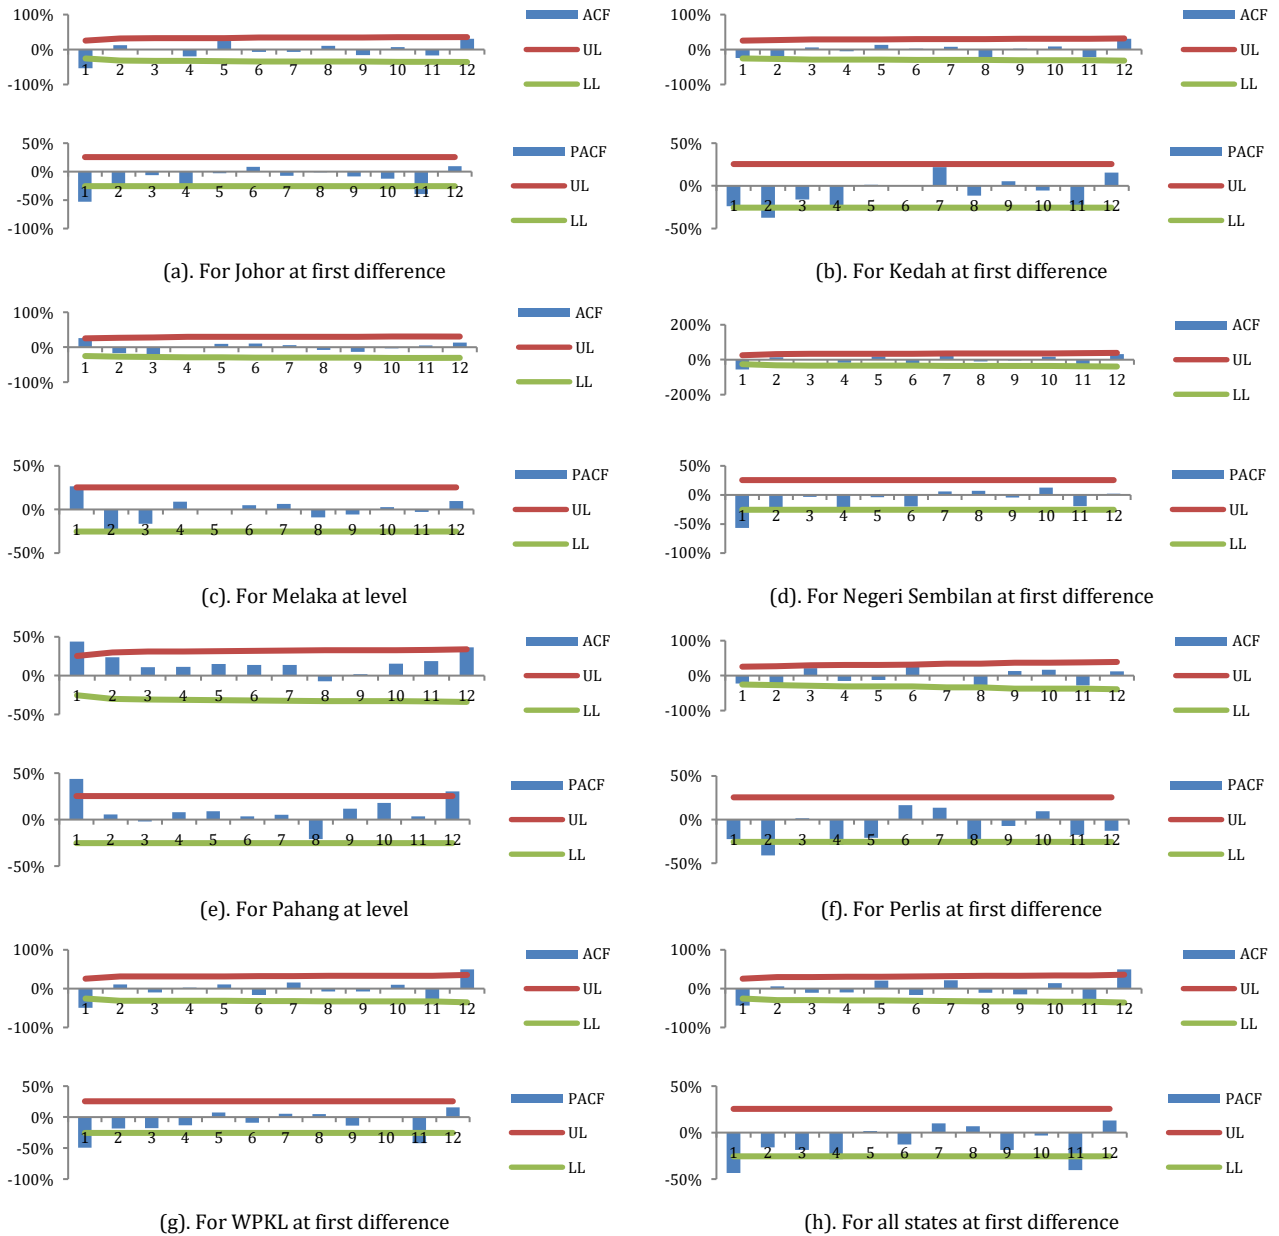 100%
0%
-100%
1 2 3 4 5 6 7 8 9 10 11 12
ACF
UL
LL
50%
0%
-50%
-100%
1 2 3 4 5 6 7 8 9 10 11 12
PACF
UL
LL
(a). For Johor at first difference
100%
0%
-100%
1 2 3 4 5 6 7 8 9 10 11 12
ACF
UL
LL
50%
0%
-50%
1 2 3 4 5 6 7 8 9 10 11 12
PACF
UL
LL
(b). For Kedah at first difference
100%
0%
-100%
1 2 3 4 5 6 7 8 9 10 11 12
ACF
UL
LL
50%
0%
-50%
1 2 3 4 5 6 7 8 9 10 11 12
PACF
UL
LL
(c). For Melaka at level
200%
0%
-200%
1 2 3 4 5 6 7 8 9 10 11 12
ACF
UL
LL
50%
0%
-50%
-100%
1 2 3 4 5 6 7 8 9 10 11 12
PACF
UL
LL
(d). For Negeri Sembilan at first difference
50%
0%
-50%
1 2 3 4 5 6 7 8 9 10 11 12
ACF
UL
LL
50%
0%
-50%
1 2 3 4 5 6 7 8 9 10 11 12
PACF
UL
LL
(e). For Pahang at level
100%
0%
-100%
1 2 3 4 5 6 7 8 9 10 11 12
ACF
UL
LL
50%
0%
-50%
1 2 3 4 5 6 7 8 9 10 11 12
PACF
UL
LL
(f). For Perlis at first difference
100%
0%
-100%
1 2 3 4 5 6 7 8 9 10 11 12
ACF
UL
LL
50%
0%
-50%
-100%
1 2 3 4 5 6 7 8 9 10 11 12
PACF
UL
LL
(g). For WPKL at first difference
100%
0%
-100%
1 2 3 4 5 6 7 8 9 10 11 12
ACF
UL
LL
50%
0%
-50%
1 2 3 4 5 6 7 8 9 10 11 12
PACF
UL
LL
(h). For all states at first difference